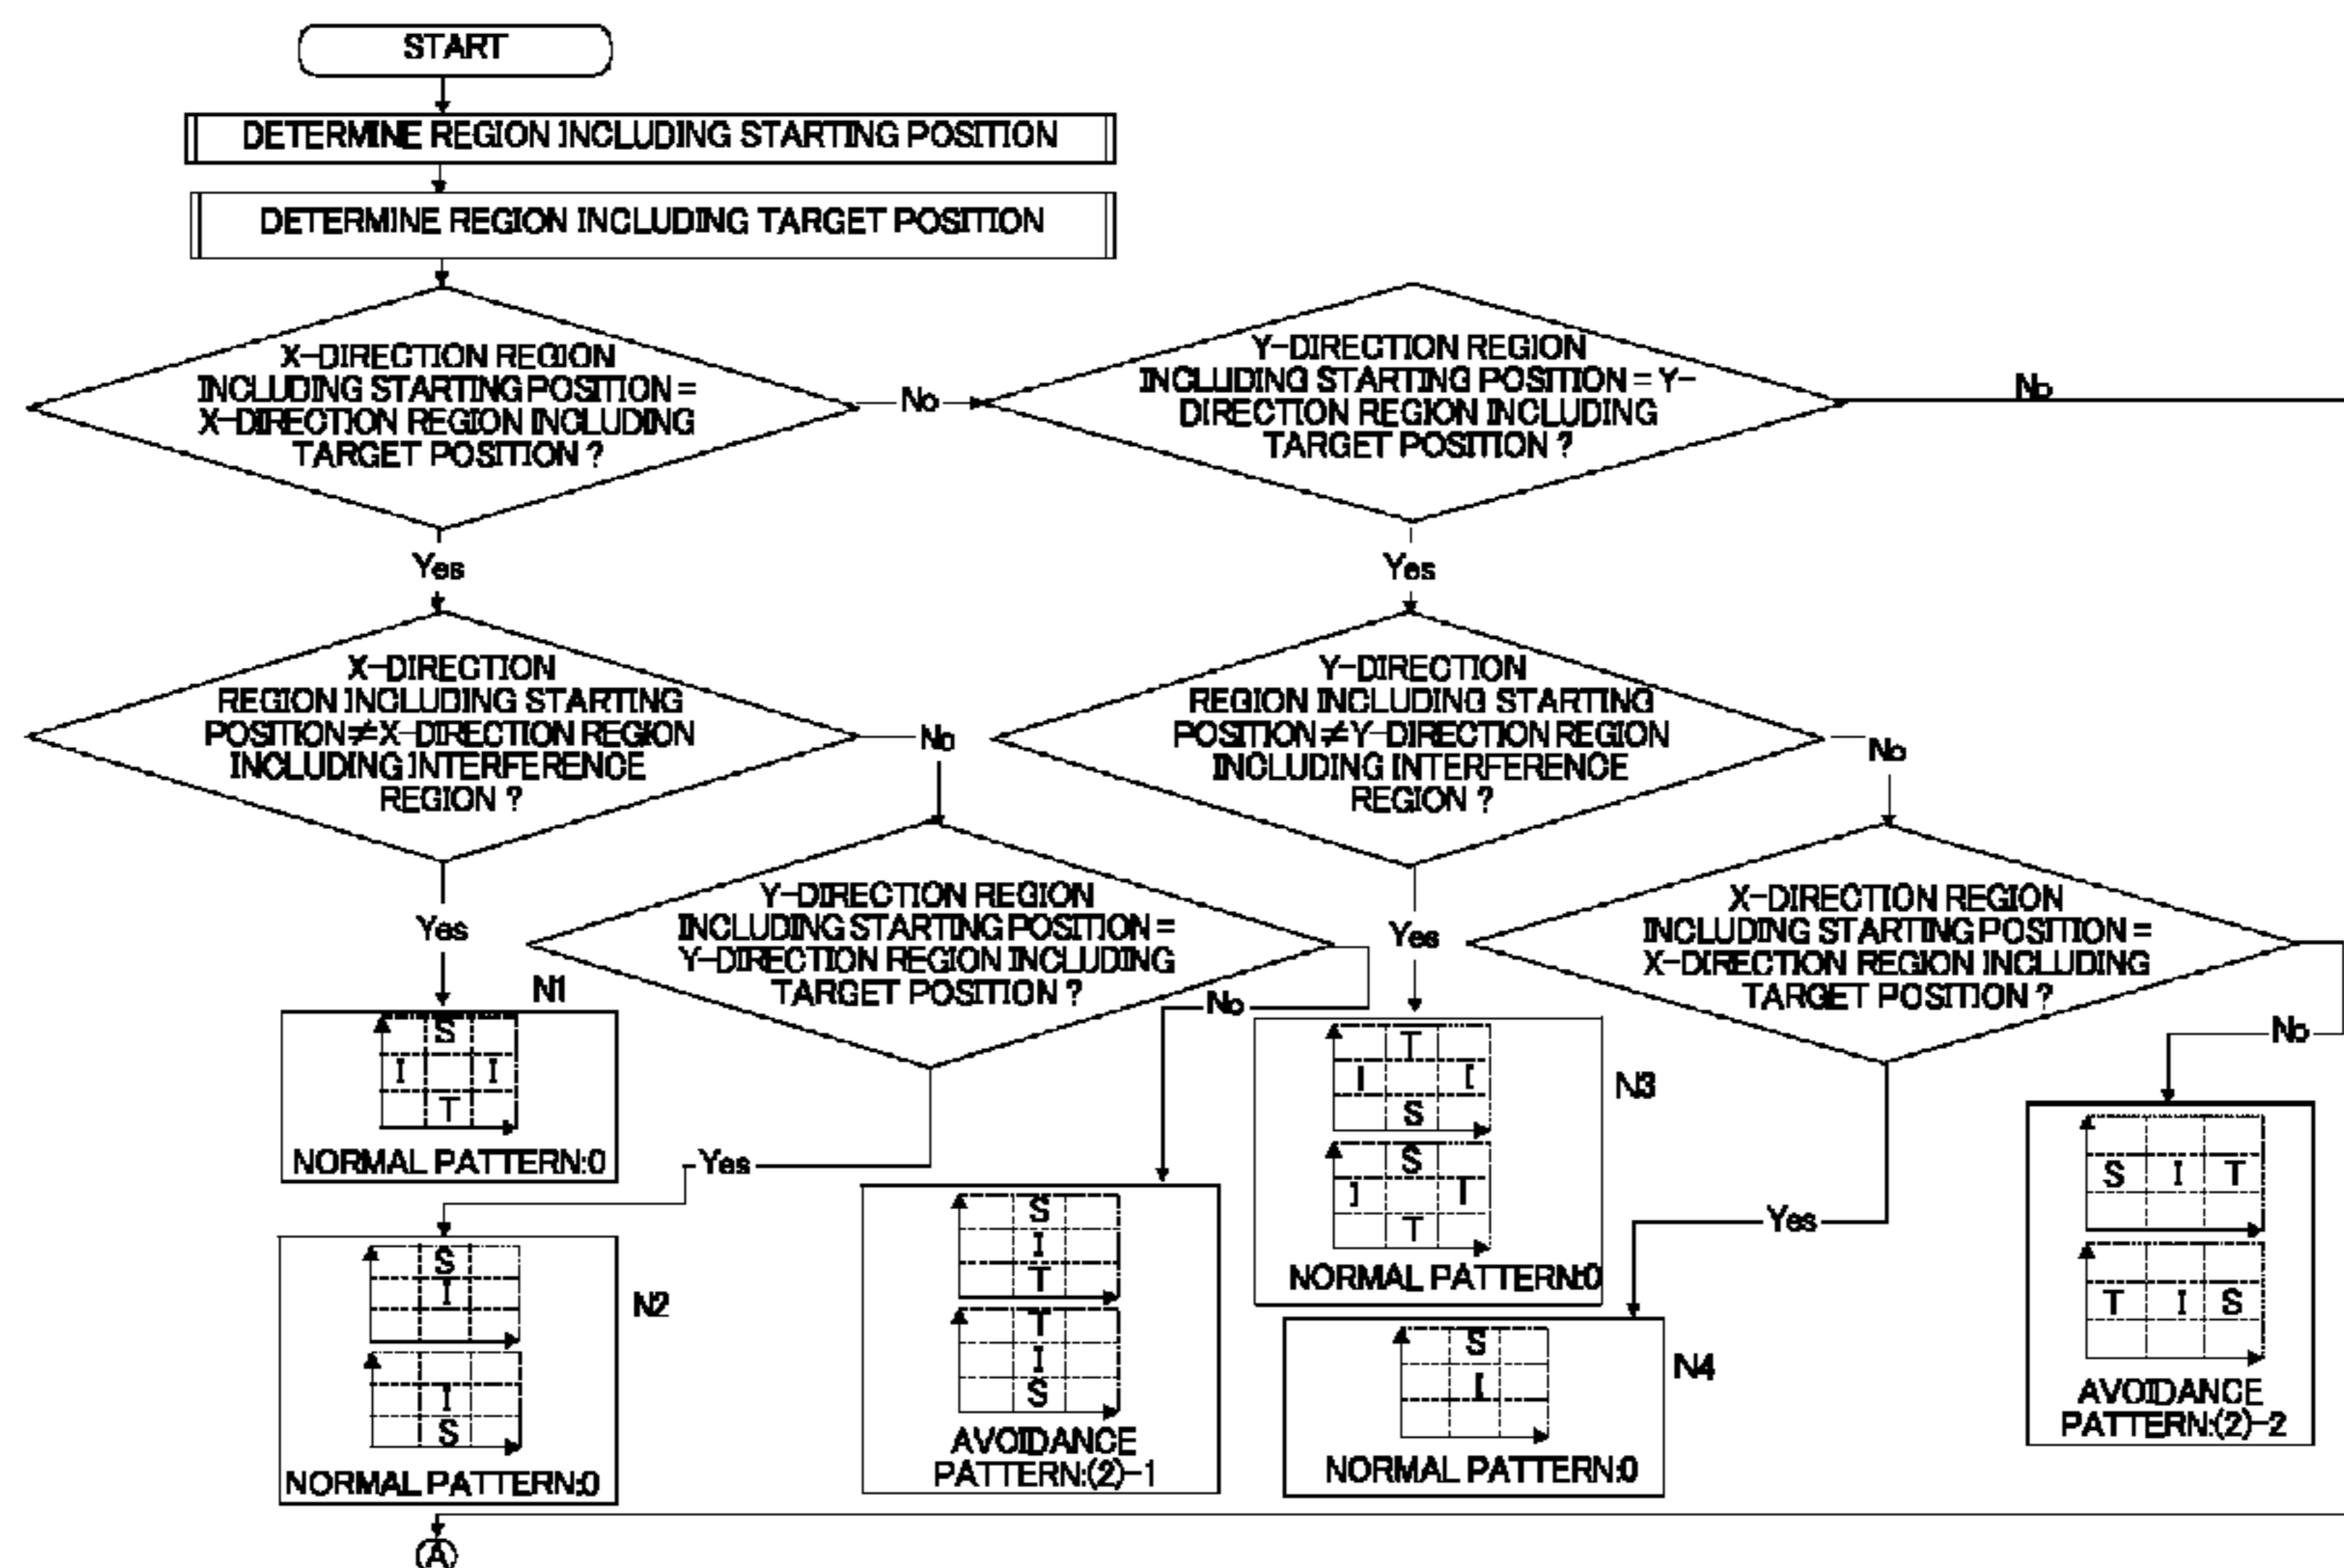 START
DETERMINE REGION INCLUDING STARTING POSITION
DETERMINE REGION INCLUDING TARGET POSITION
X-DIRECTION REGION
INCLUDING STARTING POSITION =
X-DIRECTION REGION INCLUDING
TARGET POSITION ?
No
Y-DIRECTION REGION
INCLUDING STARTING POSITION = Y-
DIRECTION REGION INCLUDING
TARGET POSITION ?
No
Yes
Yes
X-DIRECTION
REGION INCLUDING STARTING
POSITION≠X-DIRECTION REGION
INCLUDING INTERFERENCE
REGION ?
No
Y-DIRECTION
REGION INCLUDING STARTING
POSITION≠Y-DIRECTION REGION
INCLUDING INTERFERENCE
REGION ?
No
Yes
Y-DIRECTION REGION
INCLUDING STARTING POSITION =
Y-DIRECTION REGION INCLUDING
TARGET POSITION ?
No
Yes
X-DIRECTION REGION
INCLUDING STARTING POSITION =
X-DIRECTION REGION INCLUDING
TARGET POSITION ?
No
N1
S
I I
T
NORMAL PATTERN:0
Yes
N2
S
I
I
S
NORMAL PATTERN:0
S
I
T
T
I
S
AVOIDANCE
PATTERN:(2)-1
N3
T
I I
S
S
I T
T
NORMAL PATTERN:0
Yes
N4
S
I
NORMAL PATTERN:0
S I T
T I S
AVOIDANCE
PATTERN:(2)-2
A